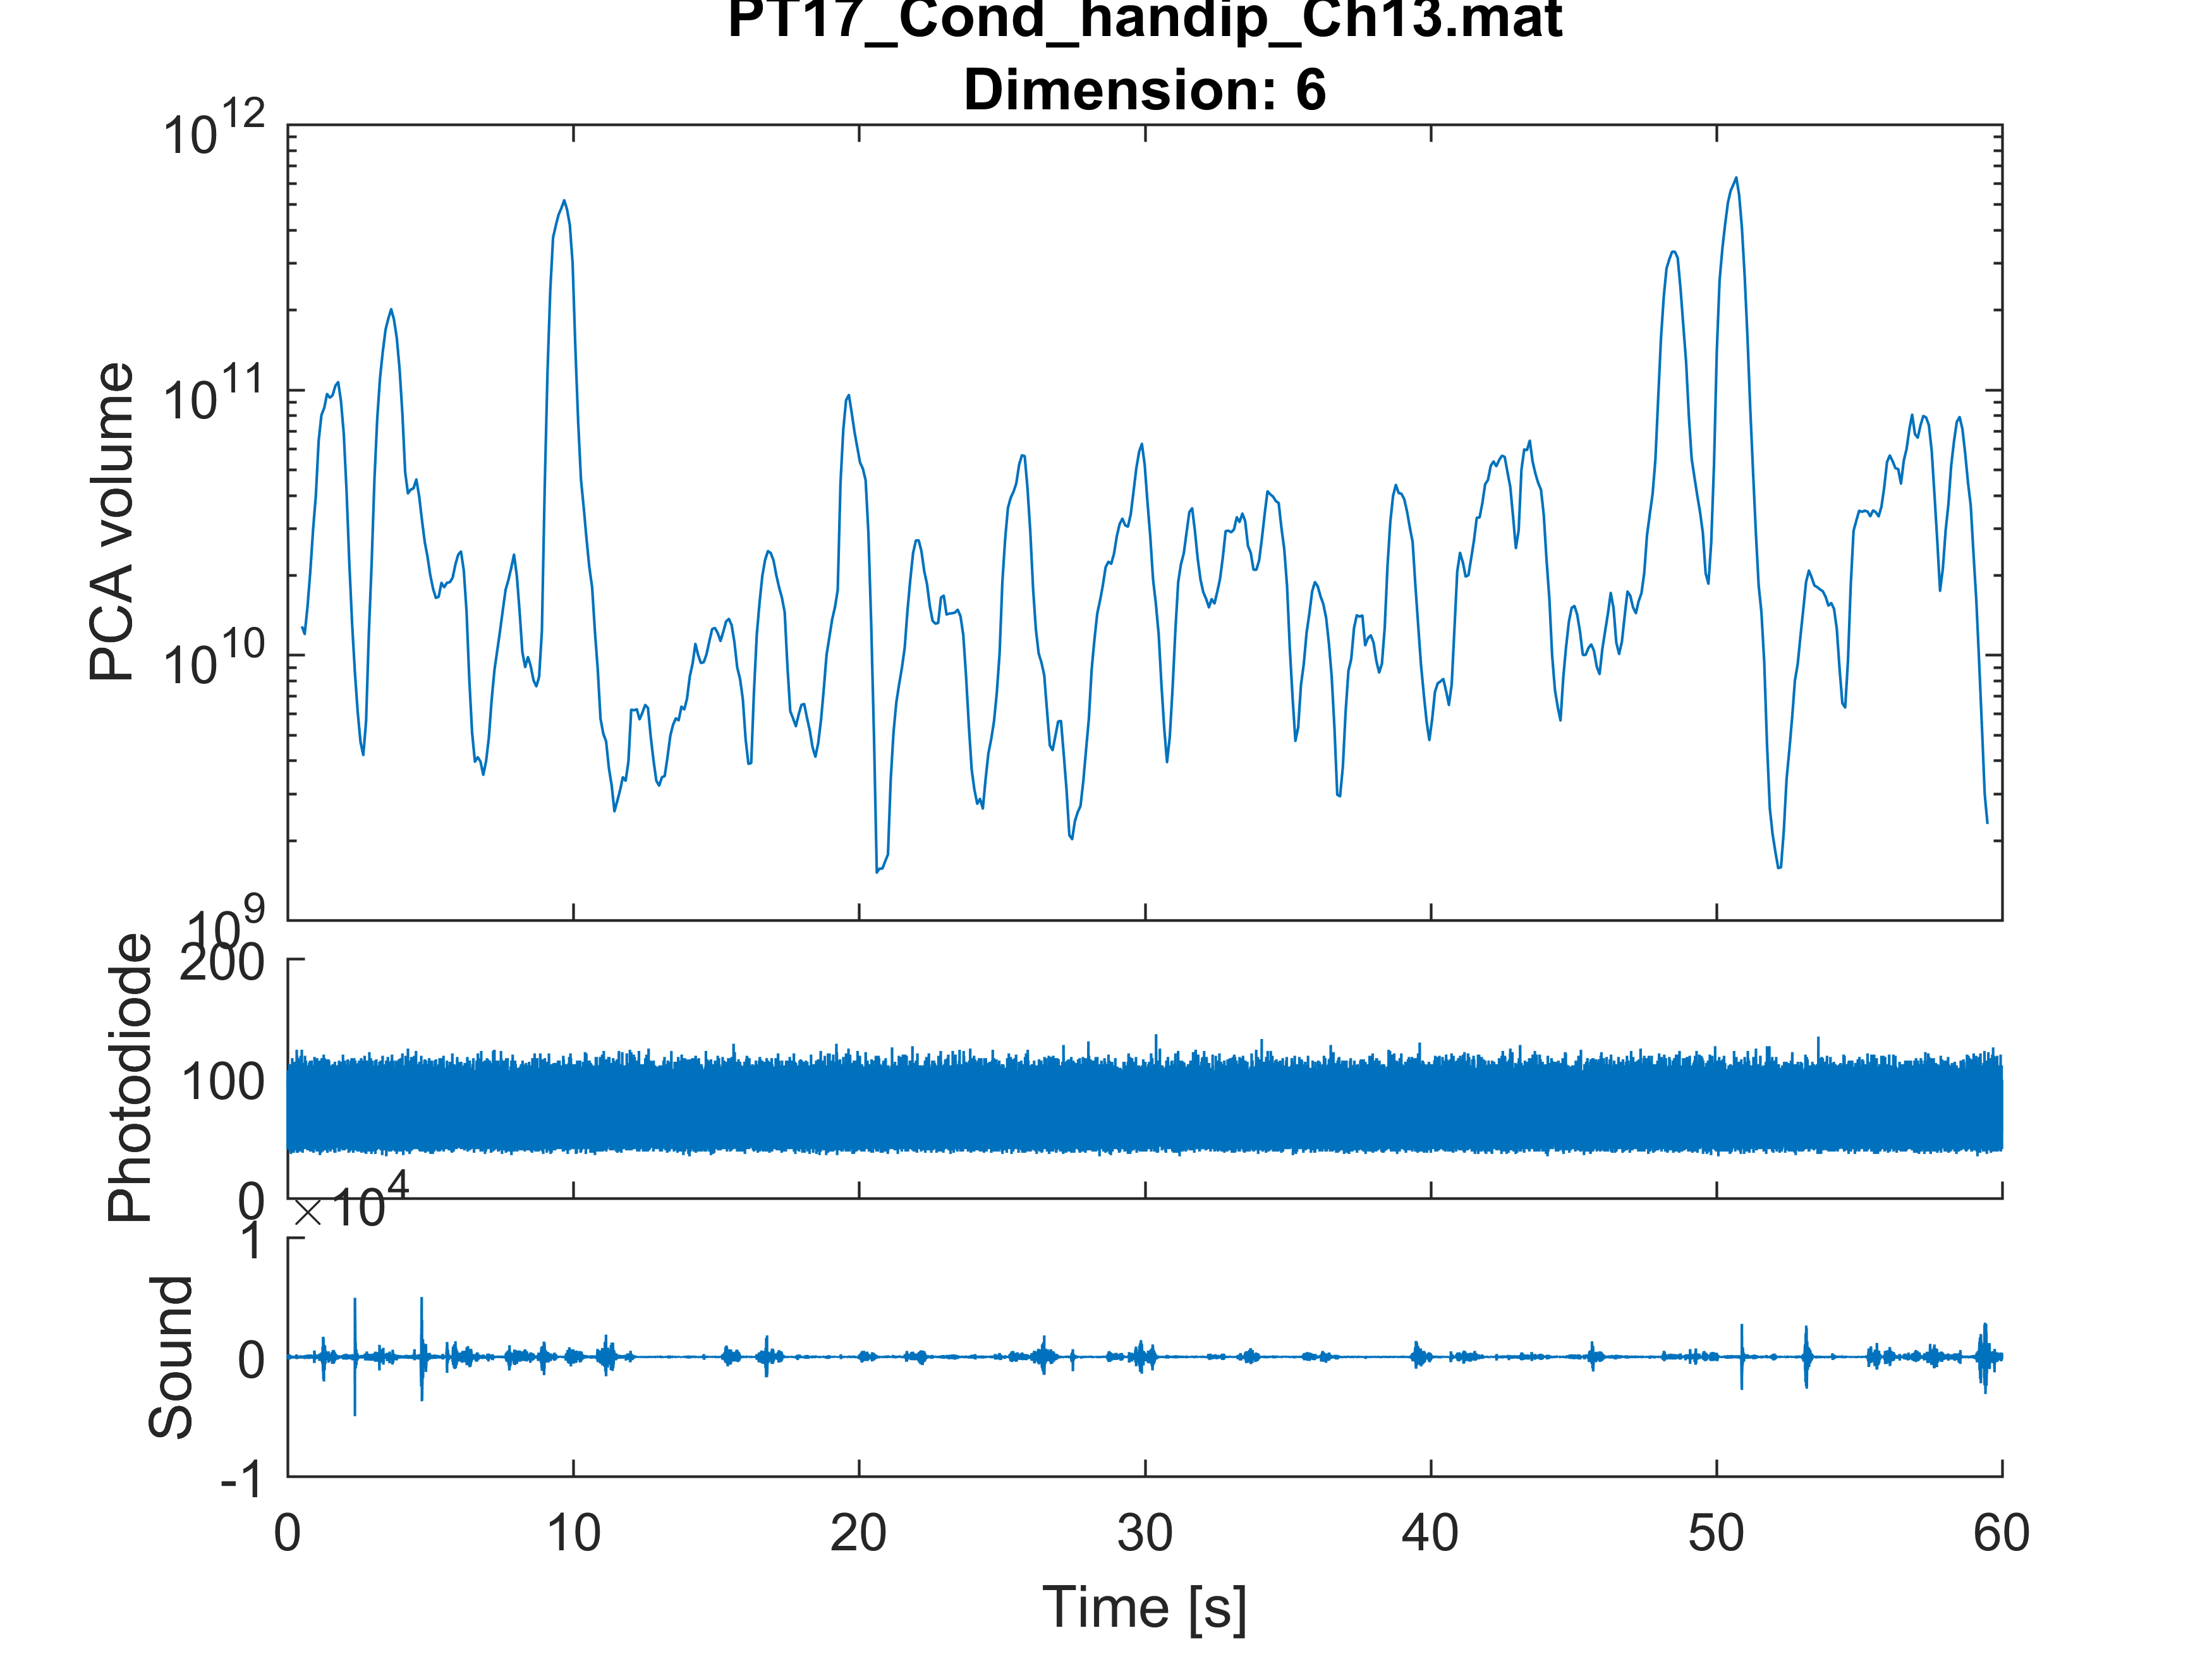 PT17_Cond_handip_Ch13.mat
Dimension: 6
10^12
10^11
10^10
10^9
PCA volume
200
100
0
Photodiode
×10^4
1
0
-1
Sound
0 10 20 30 40 50 60
Time [s]